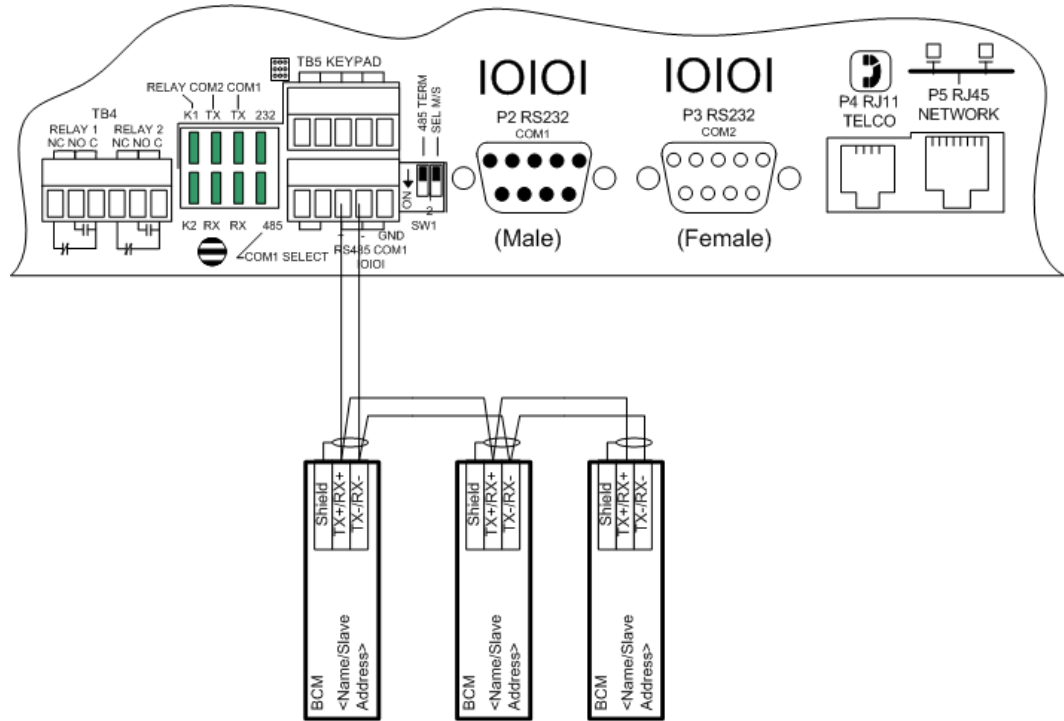 TB5 KEYPAD
RELAY COM2 COM1
K1 TX TX 232
TB4
RELAY 1 RELAY 2
NC NO C NC NO C
K2 RX RX 485
COM1 SELECT
+ - GND
RS485 COM1
IOIOI
485 TERM
SEL M/S
ON
2
SW1
IOIOI
P2 RS232
COM1
(Male)
IOIOI
P3 RS232
COM2
(Female)
P4 RJ11
TELCO
P5 RJ45
NETWORK
Shield
TX+/RX+
TX-/RX-
BCM
<Name/Slave
Address>
Shield
TX+/RX+
TX-/RX-
BCM
<Name/Slave
Address>
Shield
TX+/RX+
TX-/RX-
BCM
<Name/Slave
Address>